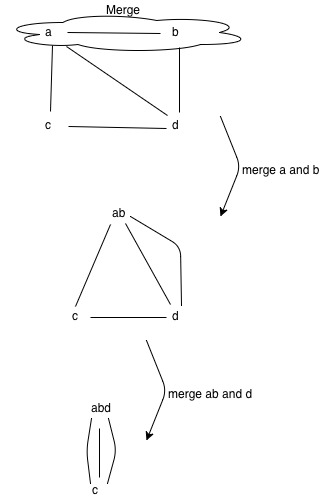 Merge
a b
c d
merge a and b
ab
c d
merge ab and d
abd
c